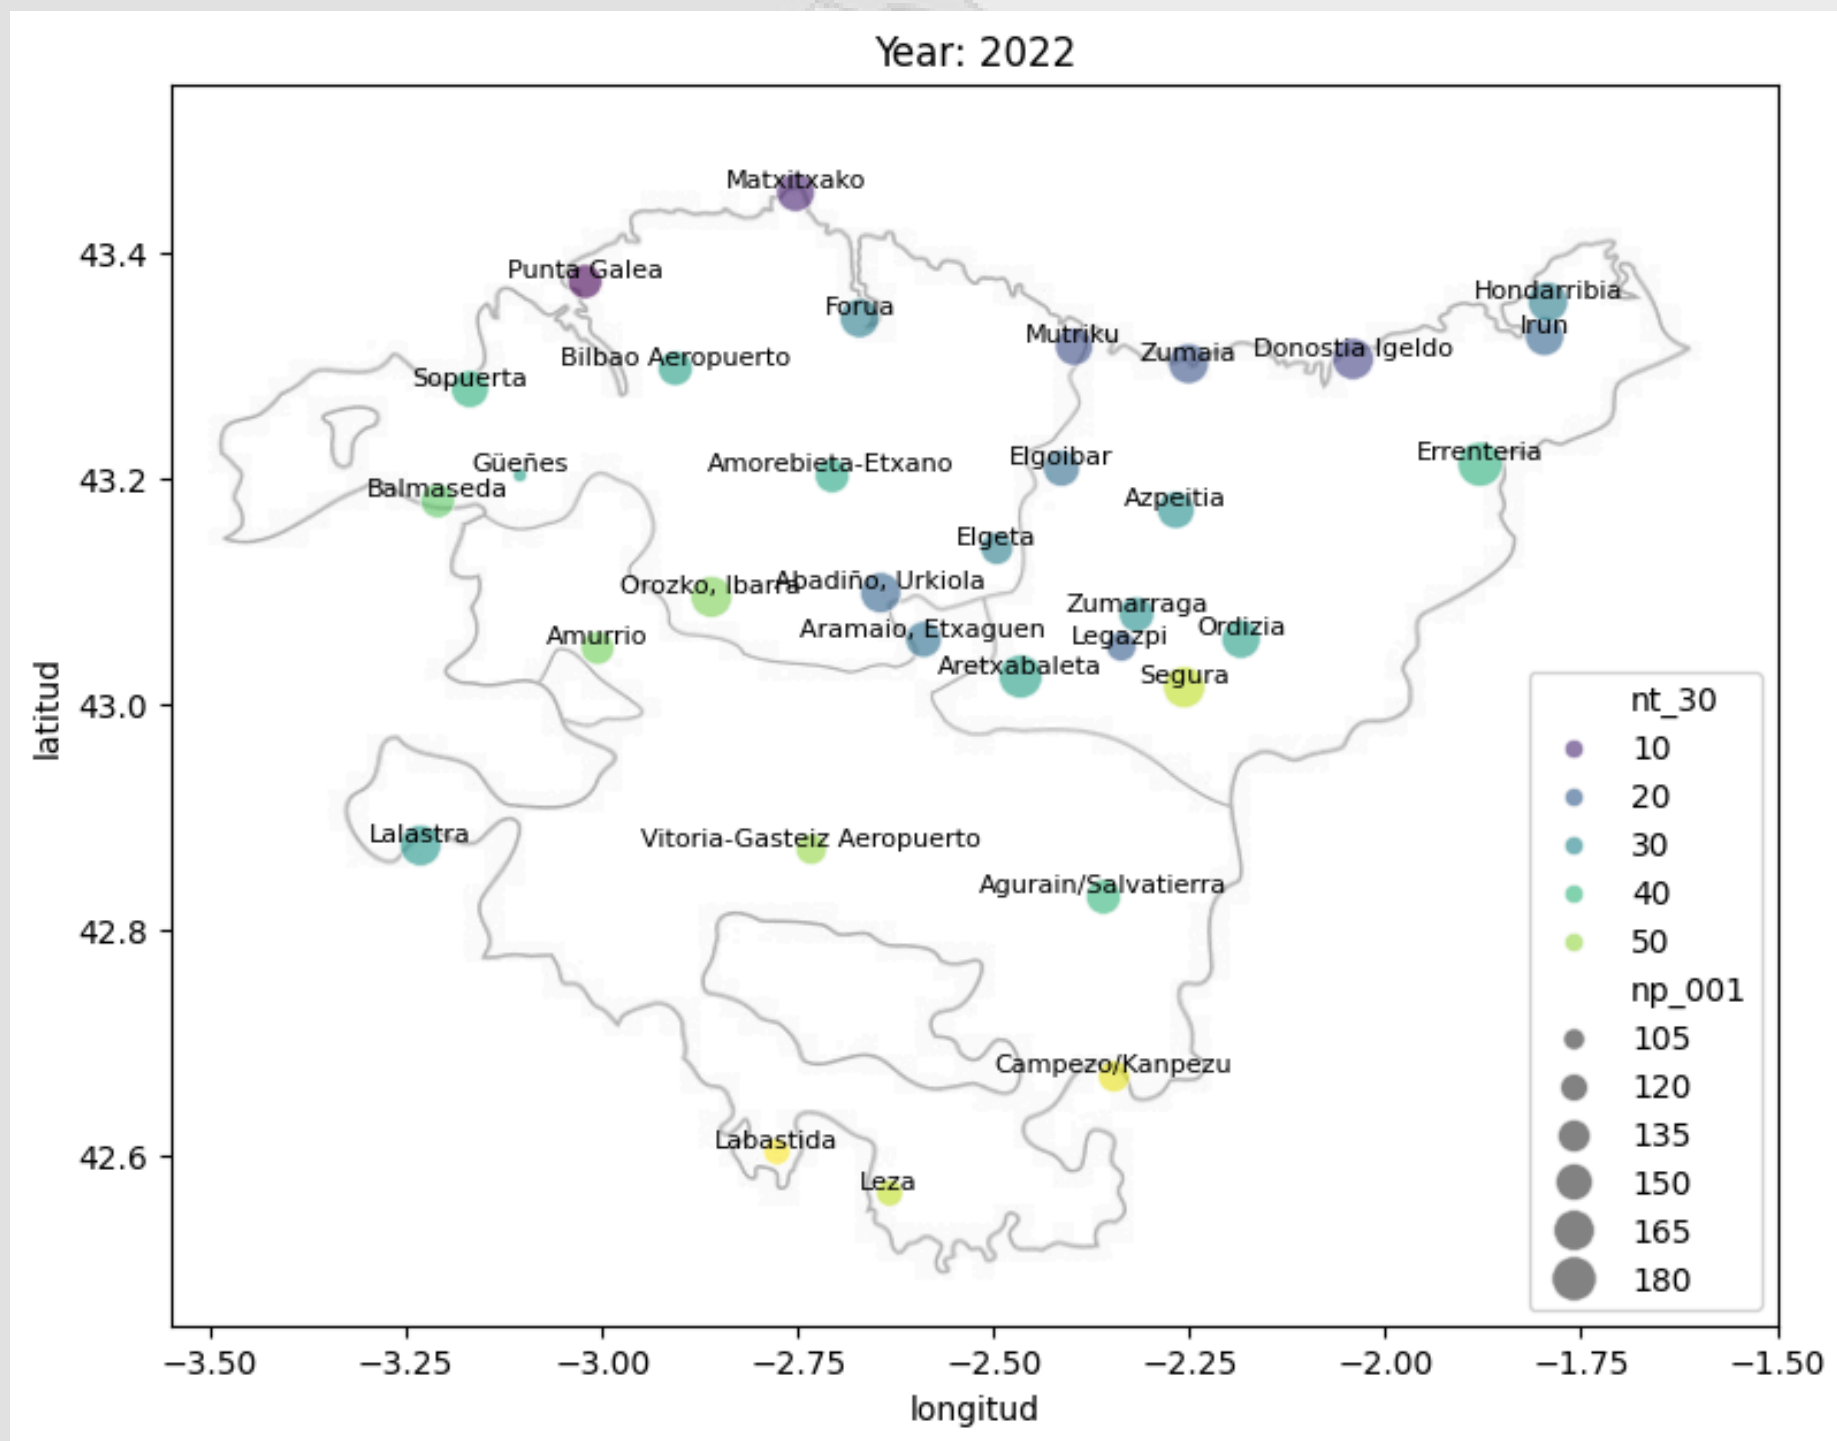 Year: 2022
Matxitxako
Punta Galea
Forua
Hondarribia
Irun
Mutriku
Zumaia
Donostia Igeldo
Bilbao Aeropuerto
Sopuerta
Güeñes
Amorebieta-Etxano
Elgoibar
Errenteria
Balmaseda
Azpeitia
Elgeta
Orozko, Ibarra
Abadiño, Urkiola
Zumarraga
Aramaio, Etxaguen
Legazpi
Ordizia
Amurrio
Aretxabaleta
Segura
Lalastra
Vitoria-Gasteiz Aeropuerto
Agurain/Salvatierra
Campezo/Kanpezu
Labastida
Leza
43.4
43.2
43.0
42.8
42.6
latitud
−3.50 −3.25 −3.00 −2.75 −2.50 −2.25 −2.00 −1.75 −1.50
longitud
nt_30
10
20
30
40
50
np_001
105
120
135
150
165
180